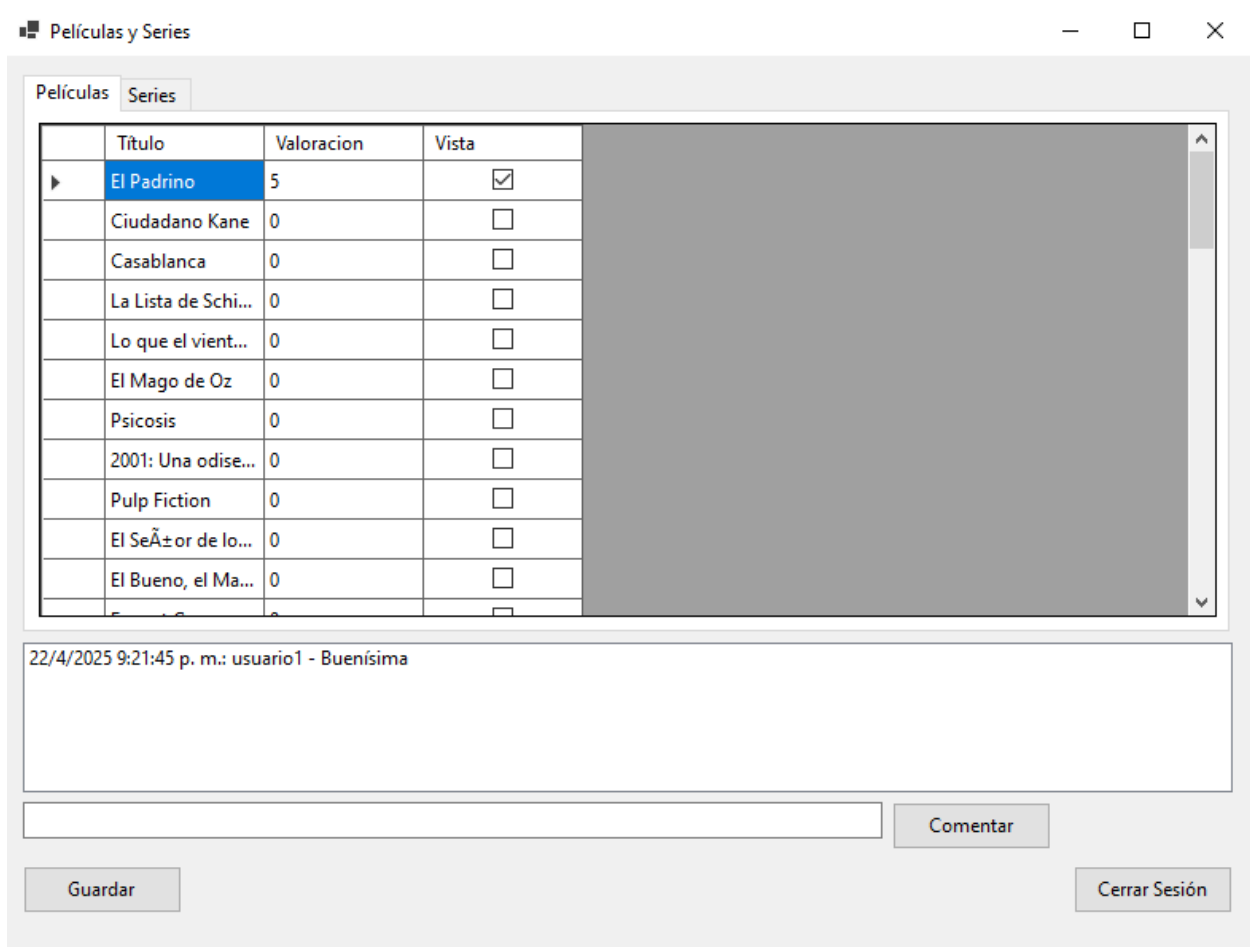 Películas y Series
Películas Series
Título Valoracion Vista
El Padrino 5
Ciudadano Kane 0
Casablanca 0
La Lista de Schi... 0
Lo que el vient... 0
El Mago de Oz 0
Psicosis 0
2001: Una odise... 0
Pulp Fiction 0
El SeÃ±or de lo... 0
El Bueno, el Ma... 0
22/4/2025 9:21:45 p. m.: usuario1 - Buenísima
Comentar
Guardar Cerrar Sesión